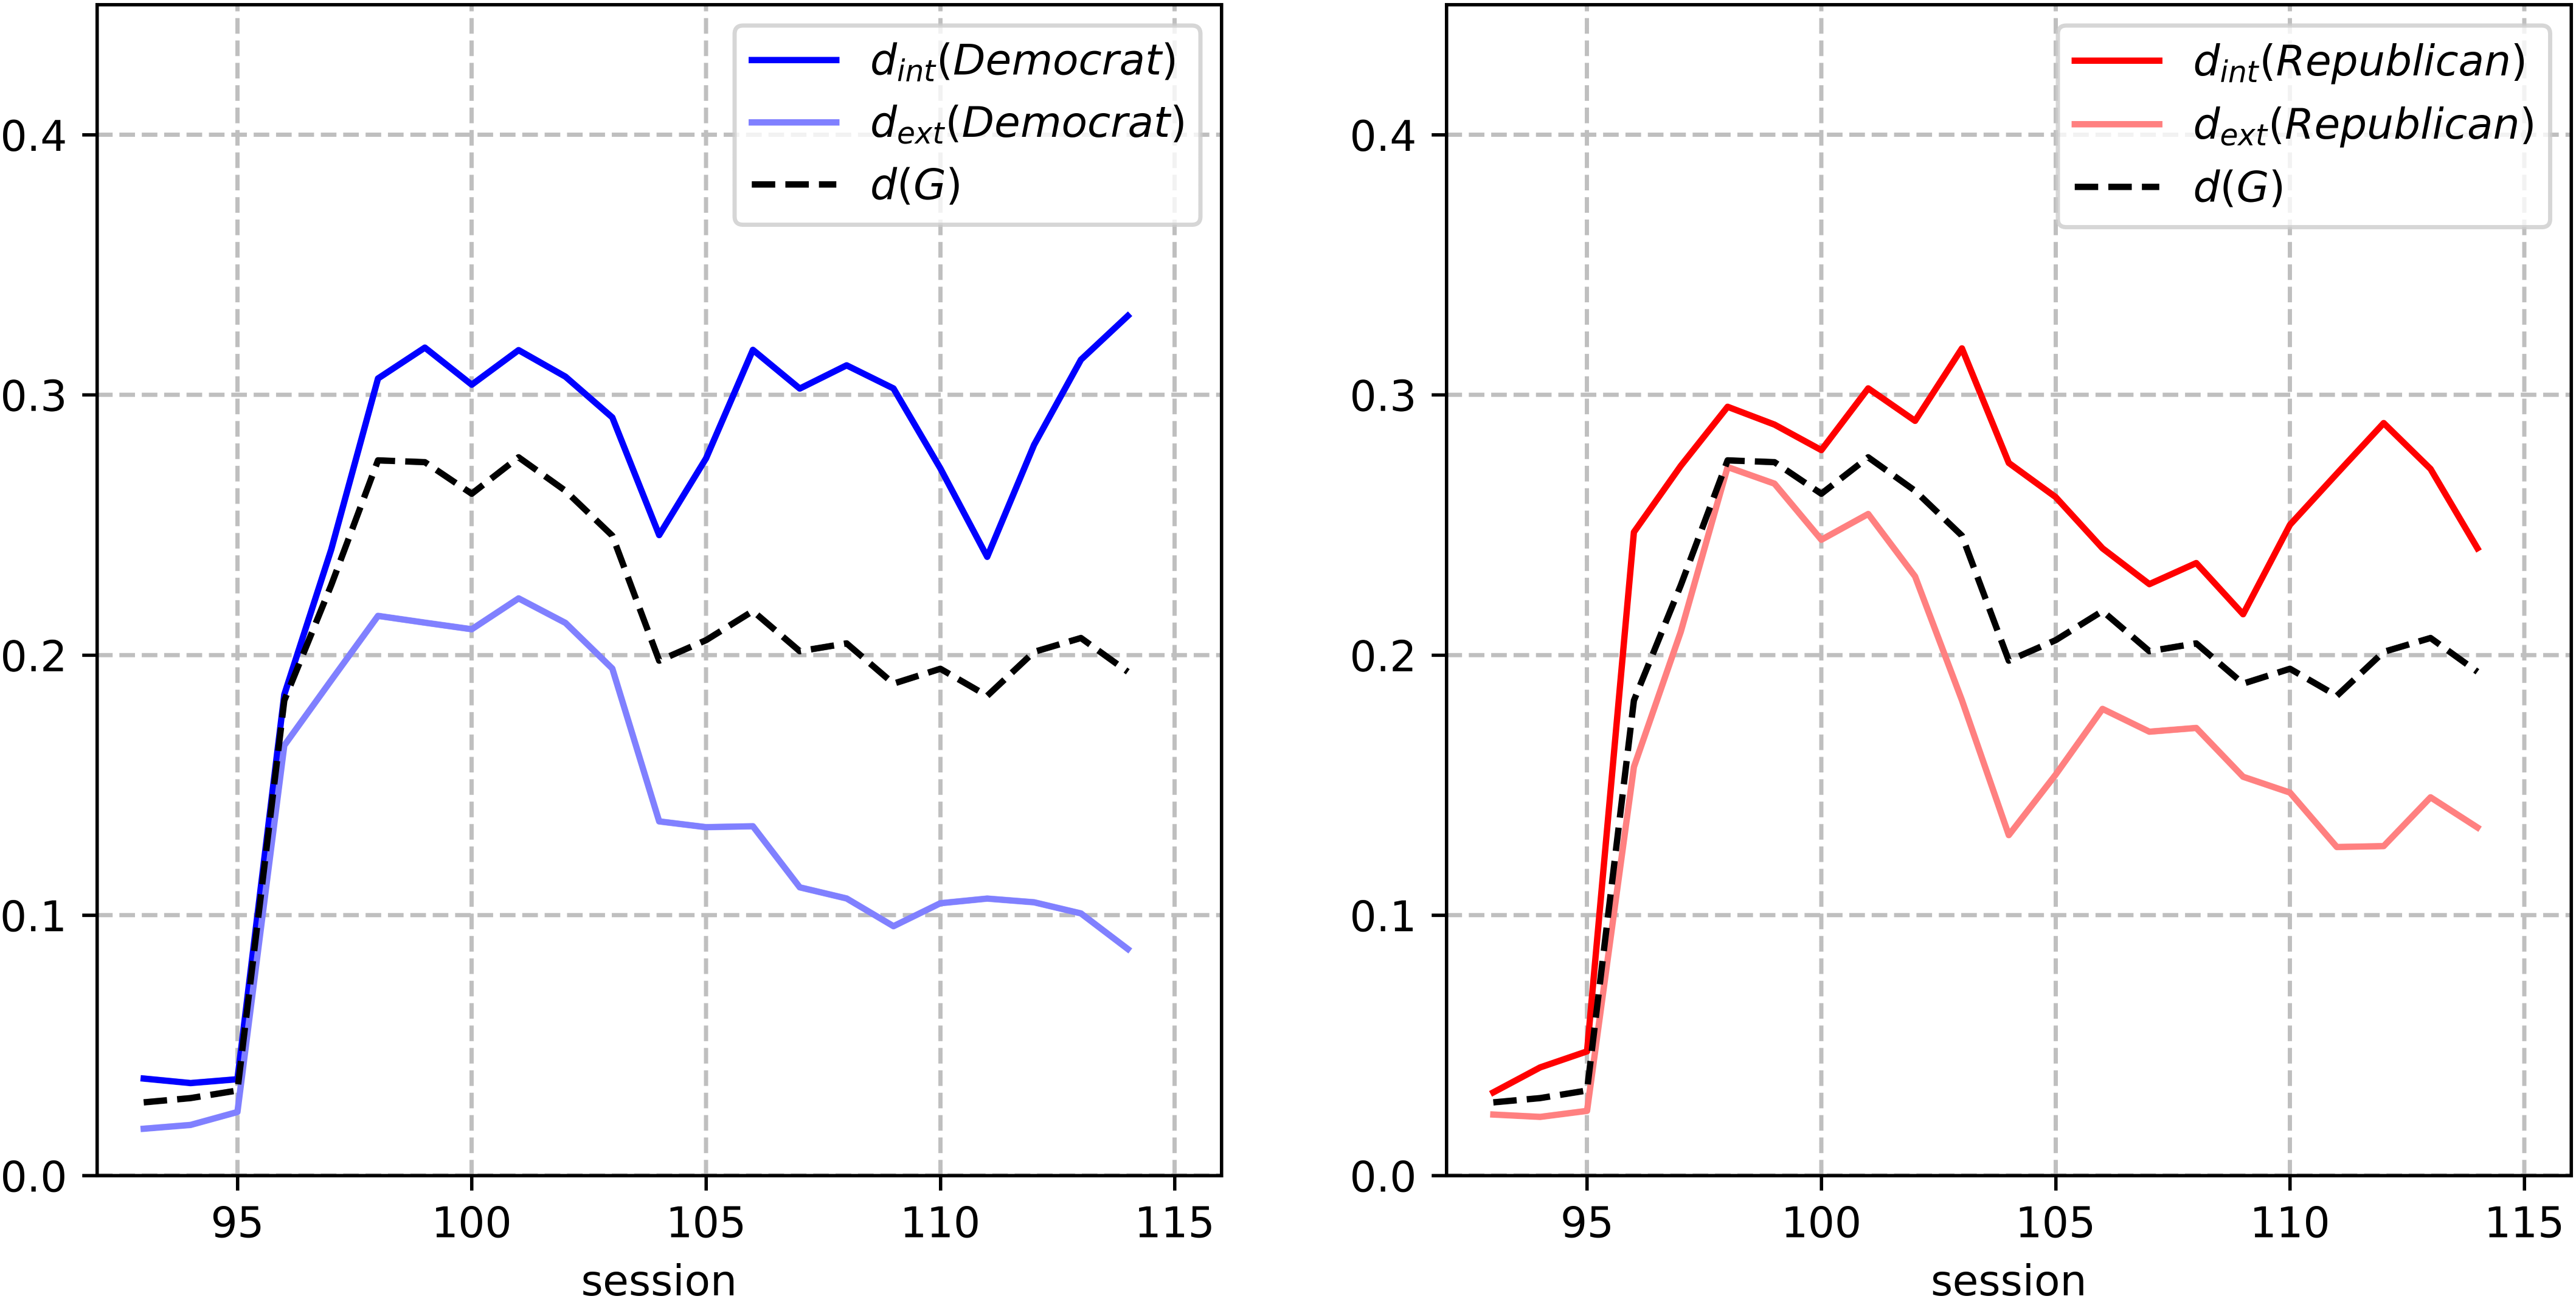 d_int(Democrat)
d_ext(Democrat)
d(G)
0.4
0.3
0.2
0.1
0.0
95 100 105 110 115
session
d_int(Republican)
d_ext(Republican)
d(G)
0.4
0.3
0.2
0.1
0.0
95 100 105 110 115
session